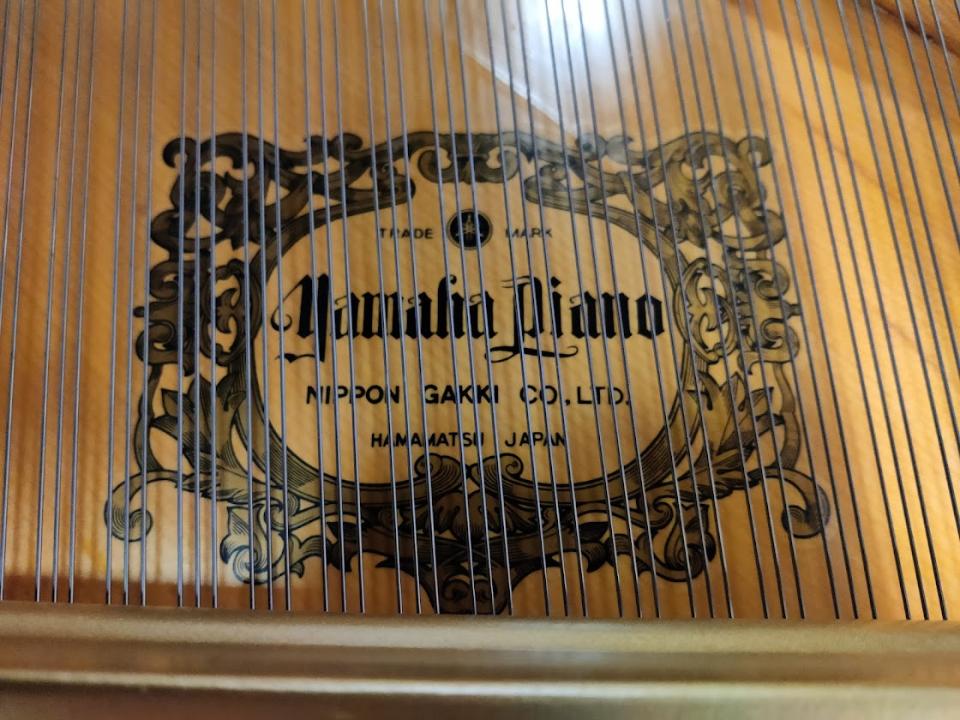 TRADE MARK
Yamaha Piano
NIPPON GAKKI CO., LTD.
HAMAMATSU JAPAN